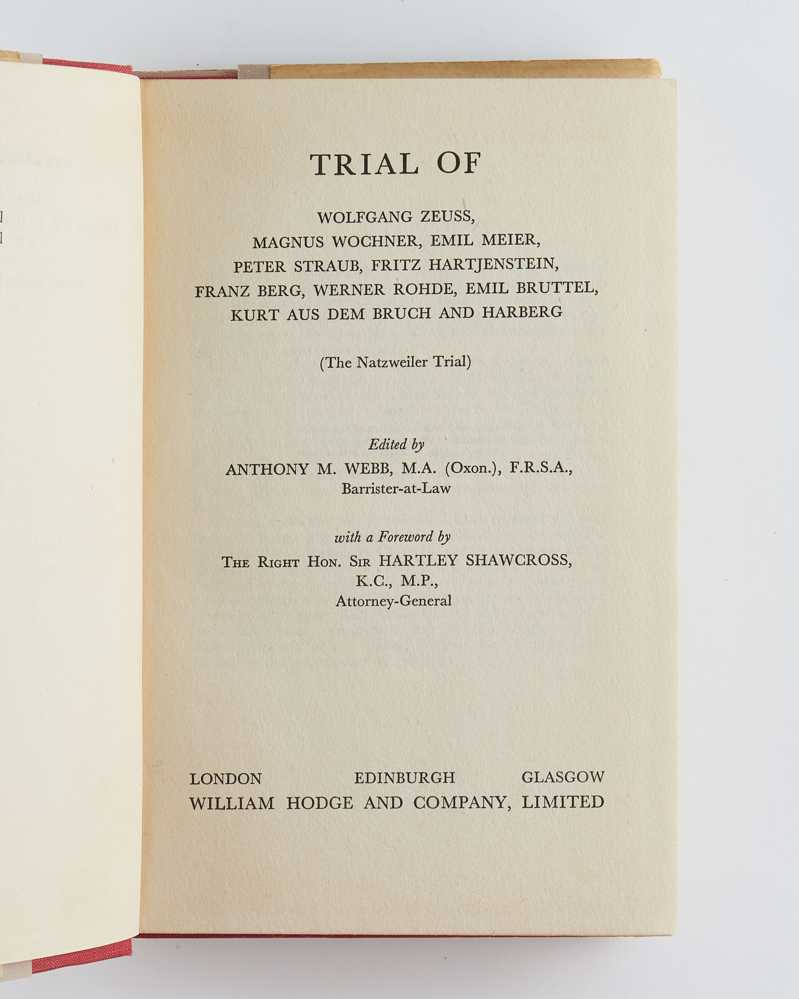 TRIAL OF
WOLFGANG ZEUSS,
MAGNUS WOCHNER, EMIL MEIER,
PETER STRAUB, FRITZ HARTJENSTEIN,
FRANZ BERG, WERNER ROHDE, EMIL BRUTTEL,
KURT AUS DEM BRUCH AND HARBERG
(The Natzweiler Trial)
Edited by
ANTHONY M. WEBB, M.A. (Oxon.), F.R.S.A.,
Barrister-at-Law
with a Foreword by
THE RIGHT HON. SIR HARTLEY SHAWCROSS,
K.C., M.P.,
Attorney-General
LONDON EDINBURGH GLASGOW
WILLIAM HODGE AND COMPANY, LIMITED